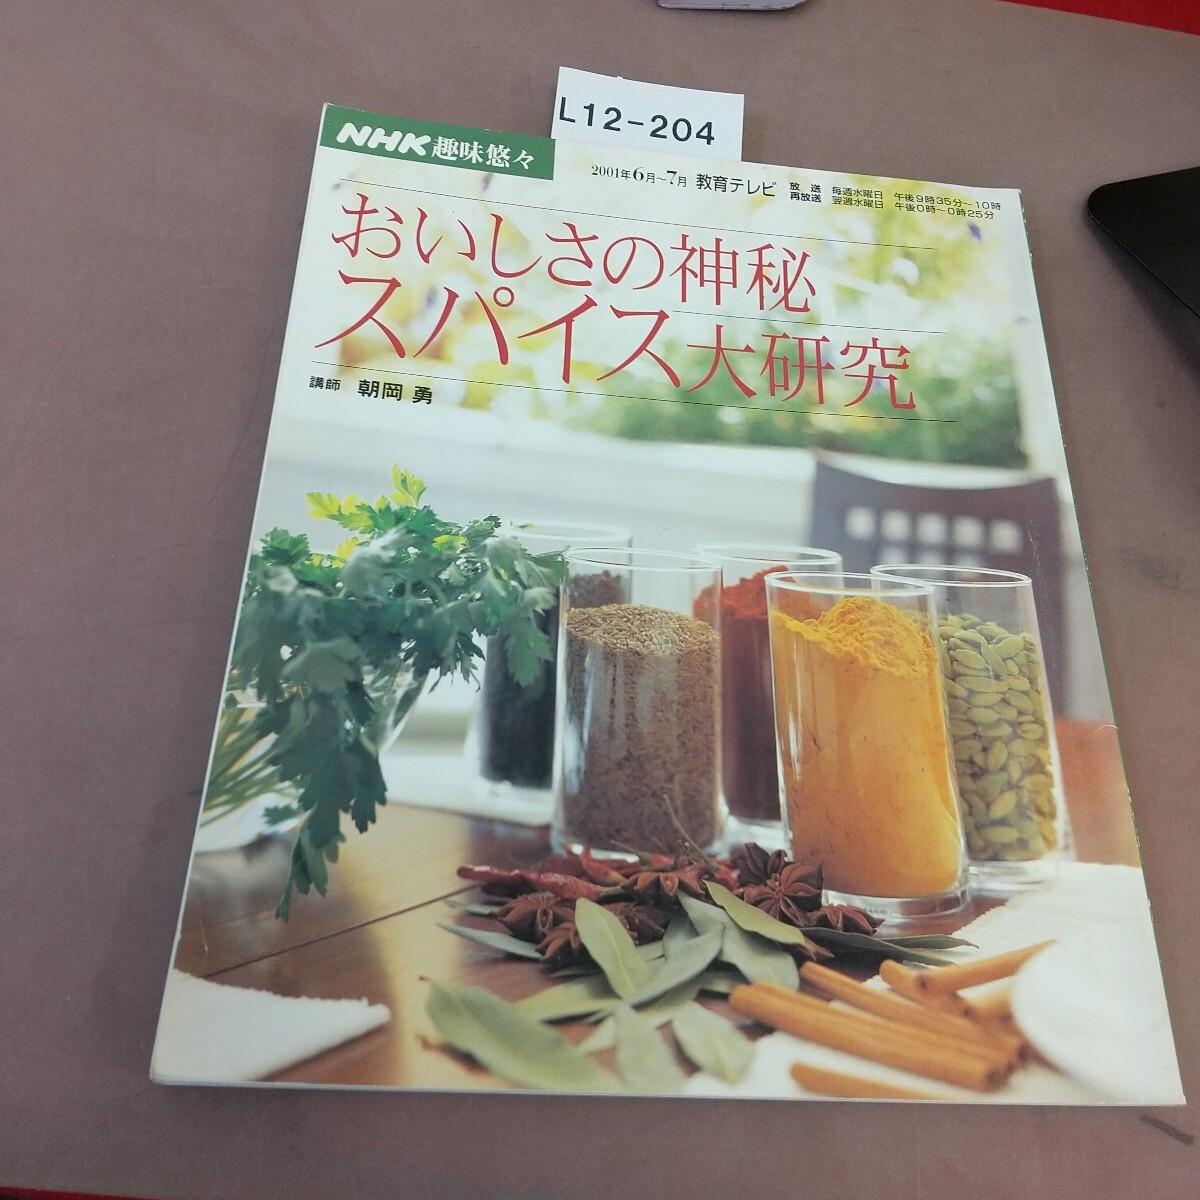 L12-204
NHK趣味悠々
2001年6月～7月 教育テレビ 放送 毎週水曜日 午後9時35分～10時
再放送 翌週水曜日 午後0時～0時25分
おいしさの神秘
スパイス大研究
講師 朝岡 勇